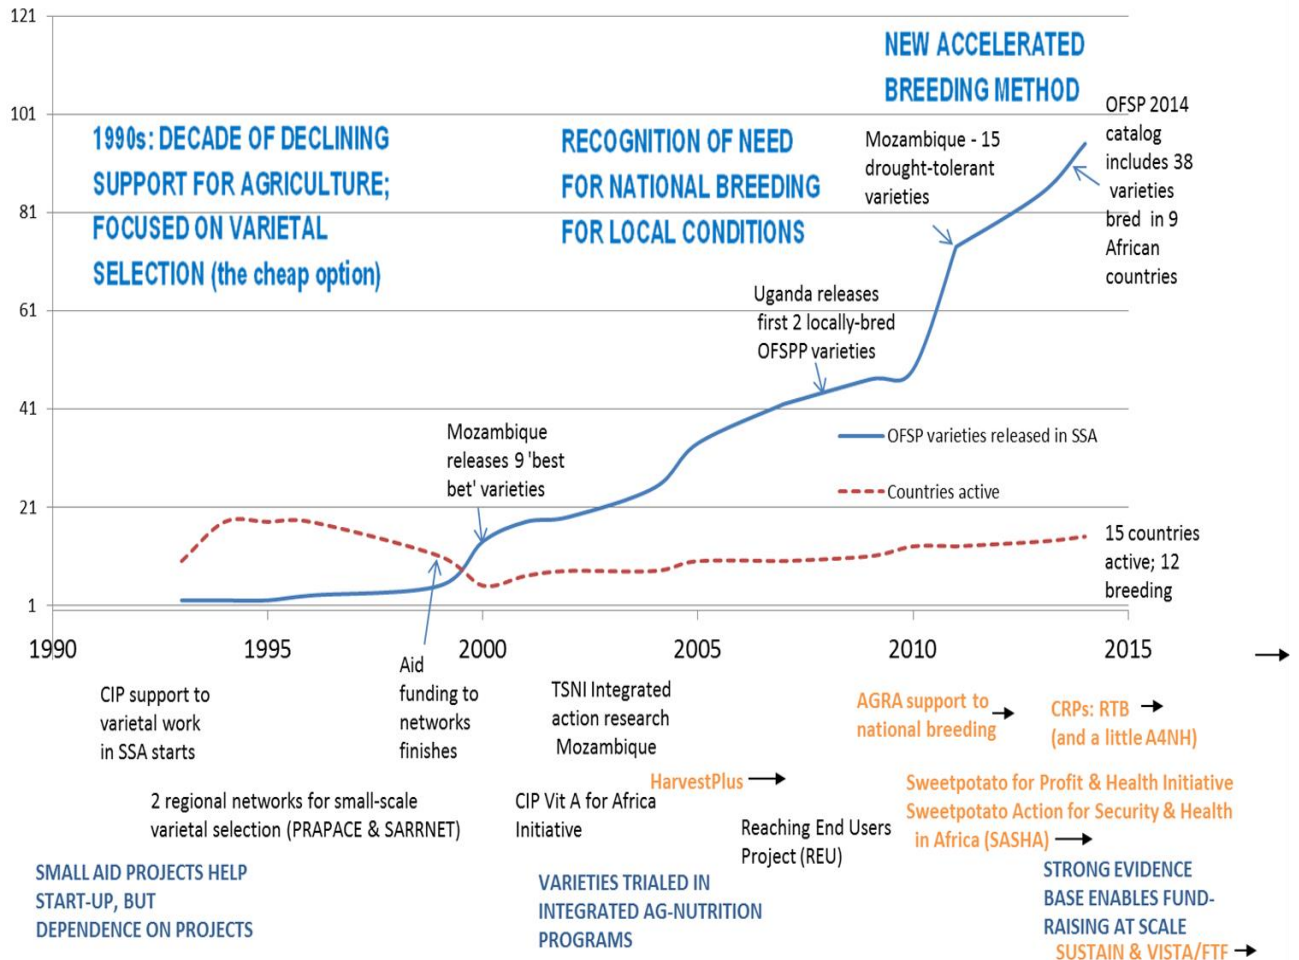 121
101
81
61
41
21
1
1990s: DECADE OF DECLINING
SUPPORT FOR AGRICULTURE;
FOCUSED ON VARIETAL
SELECTION (the cheap option)
RECOGNITION OF NEED
FOR NATIONAL BREEDING
FOR LOCAL CONDITIONS
NEW ACCELERATED
BREEDING METHOD
Mozambique - 15
drought-tolerant
varieties
OFSP 2014
catalog
includes 38
varieties
bred in 9
African
countries
Uganda releases
first 2 locally-bred
OFSPP varieties
Mozambique
releases 9 'best
bet' varieties
OFSP varieties released in SSA
Countries active
15 countries
active; 12
breeding
1990
1995
2000
2005
2010
2015
CIP support to
varietal work
in SSA starts
Aid
funding to
networks
finishes
TSNI Integrated
action research
Mozambique
AGRA support to
national breeding
CRPs: RTB
(and a little A4NH)
HarvestPlus
2 regional networks for small-scale
varietal selection (PRAPACE & SARRNET)
CIP Vit A for Africa
Initiative
Reaching End Users
Project (REU)
Sweetpotato for Profit & Health Initiative
Sweetpotato Action for Security & Health
in Africa (SASHA)
SMALL AID PROJECTS HELP
START-UP, BUT
DEPENDENCE ON PROJECTS
VARIETIES TRIALED IN
INTEGRATED AG-NUTRITION
PROGRAMS
STRONG EVIDENCE
BASE ENABLES FUND-
RAISING AT SCALE
SUSTAIN & VISTA/FTF